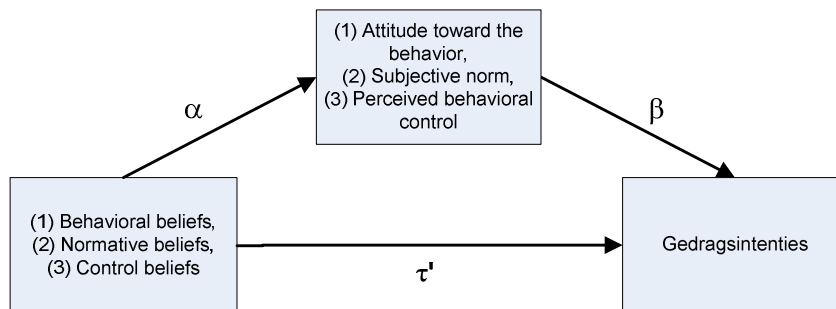 (1) Attitude toward the
behavior,
(2) Subjective norm,
(3) Perceived behavioral
control
α
β
(1) Behavioral beliefs,
(2) Normative beliefs,
(3) Control beliefs
Gedragsintenties
τ'